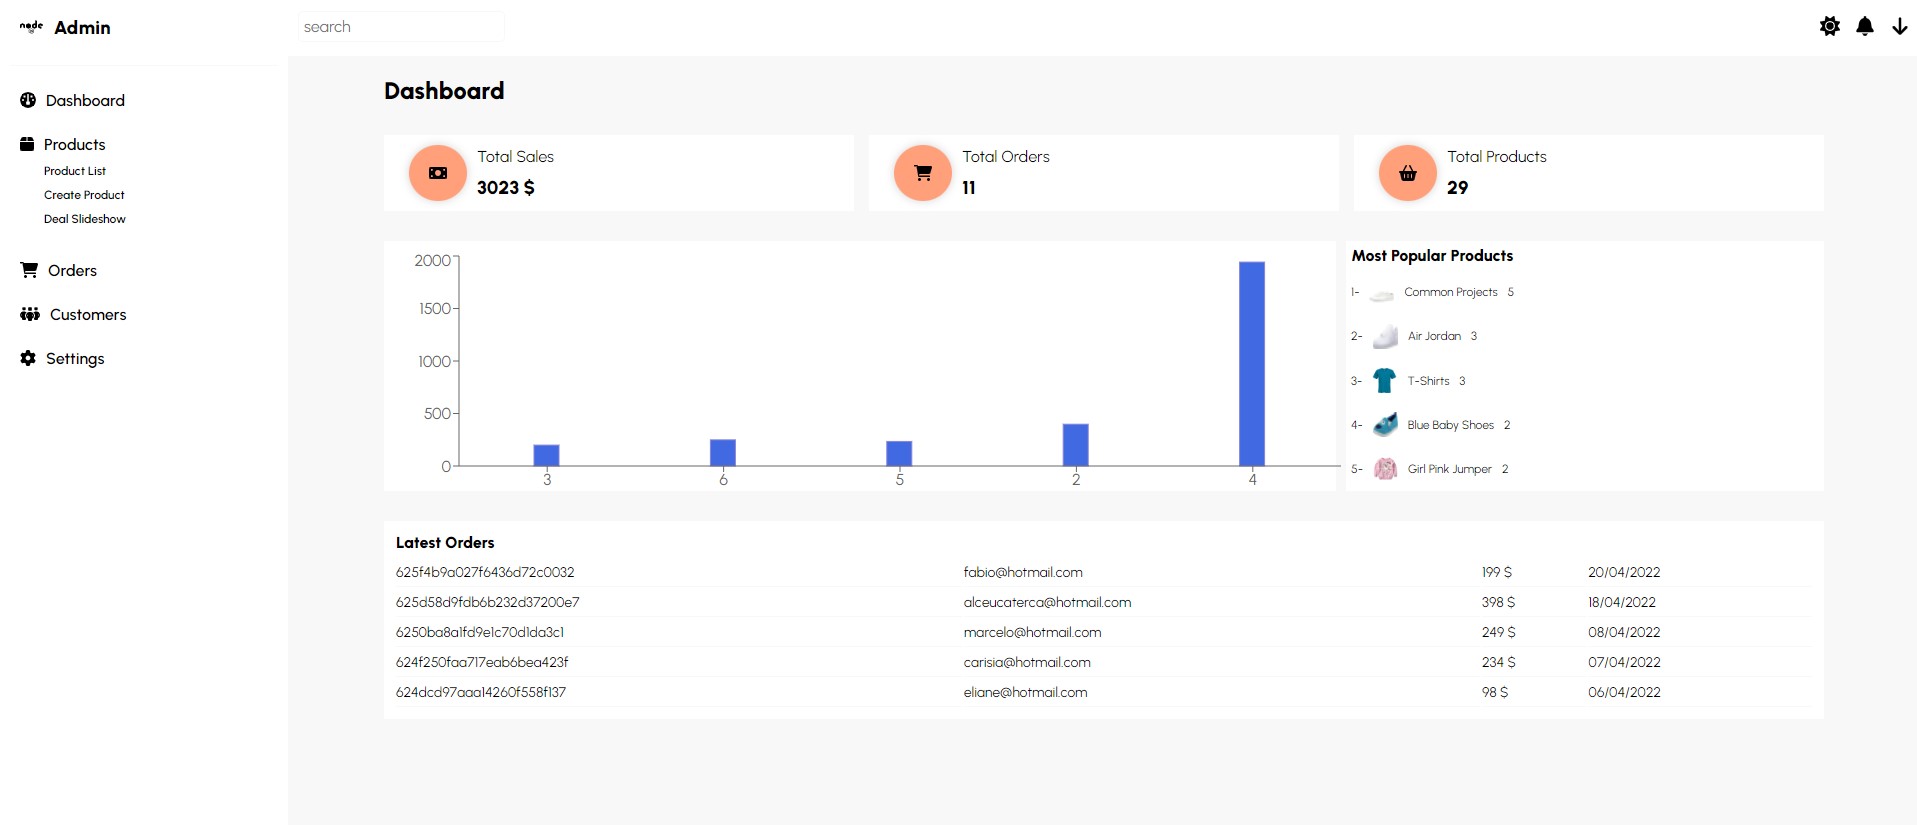 node Admin
search
Dashboard
Products
Product List
Create Product
Deal Slideshow
Orders
Customers
Settings
Dashboard
Total Sales
3023 $
Total Orders
11
Total Products
29
2000
1500
1000
500
0
3 6 5 2 4
Most Popular Products
1- Common Projects 5
2- Air Jordan 3
3- T-Shirts 3
4- Blue Baby Shoes 2
5- Girl Pink Jumper 2
Latest Orders
625f4b9a027f6436d72c0032 fabio@hotmail.com 199 $ 20/04/2022
625d58d9fdb6b232d37200e7 alceucaterca@hotmail.com 398 $ 18/04/2022
6250ba8a1fd9e1c70d1da3c1 marcelo@hotmail.com 249 $ 08/04/2022
624f250faa717eab6bea423f carisia@hotmail.com 234 $ 07/04/2022
624dcd97aaa14260f558f137 eliane@hotmail.com 98 $ 06/04/2022